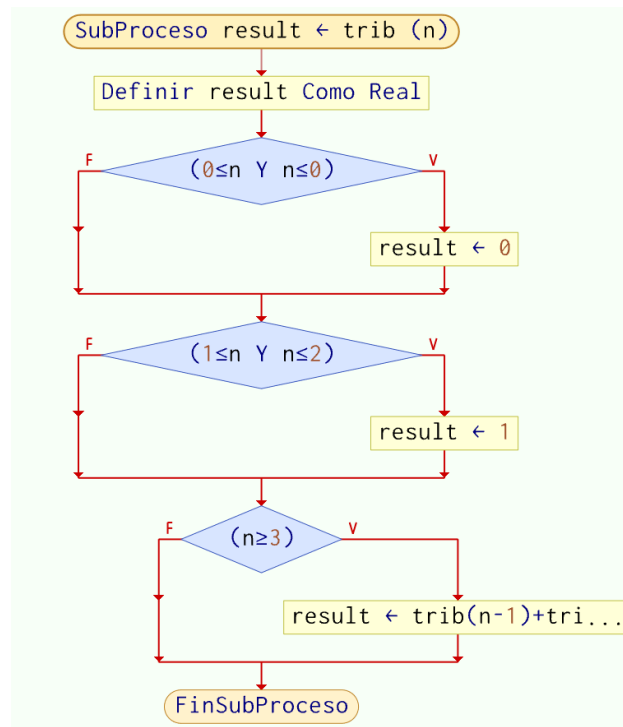 SubProceso result ← trib (n)
Definir result Como Real
F
(0≤n Y n≤0)
V
result ← 0
F
(1≤n Y n≤2)
V
result ← 1
F
(n≥3)
V
result ← trib(n-1)+tri...
FinSubProceso